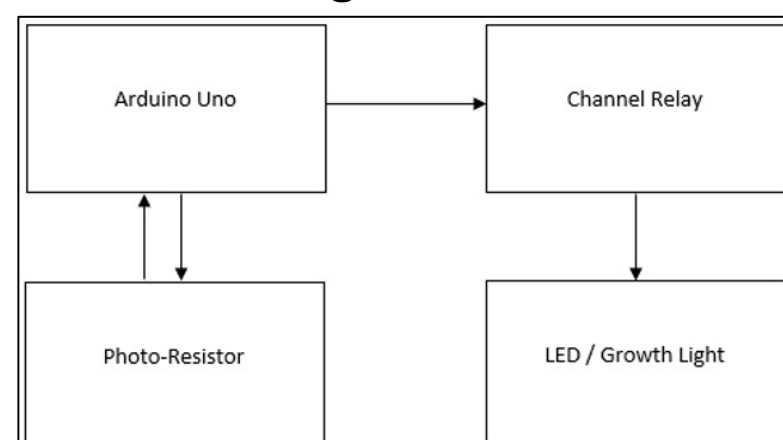 Arduino Uno
Channel Relay
Photo-Resistor
LED / Growth Light